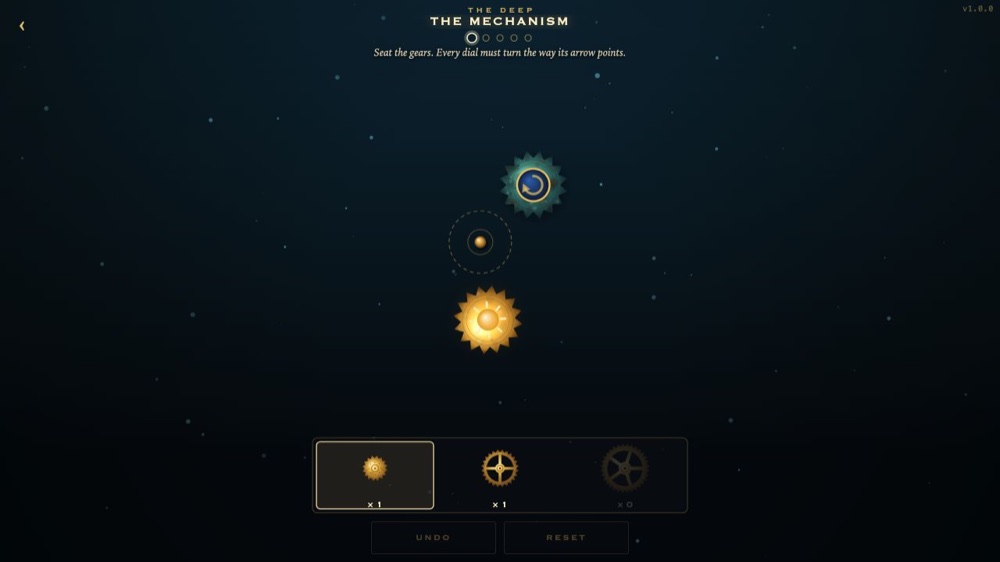 THE DEEP
THE MECHANISM
Seat the gears. Every dial must turn the way its arrow points.
v1.0.0
× 1
× 1
× 0
UNDO
RESET